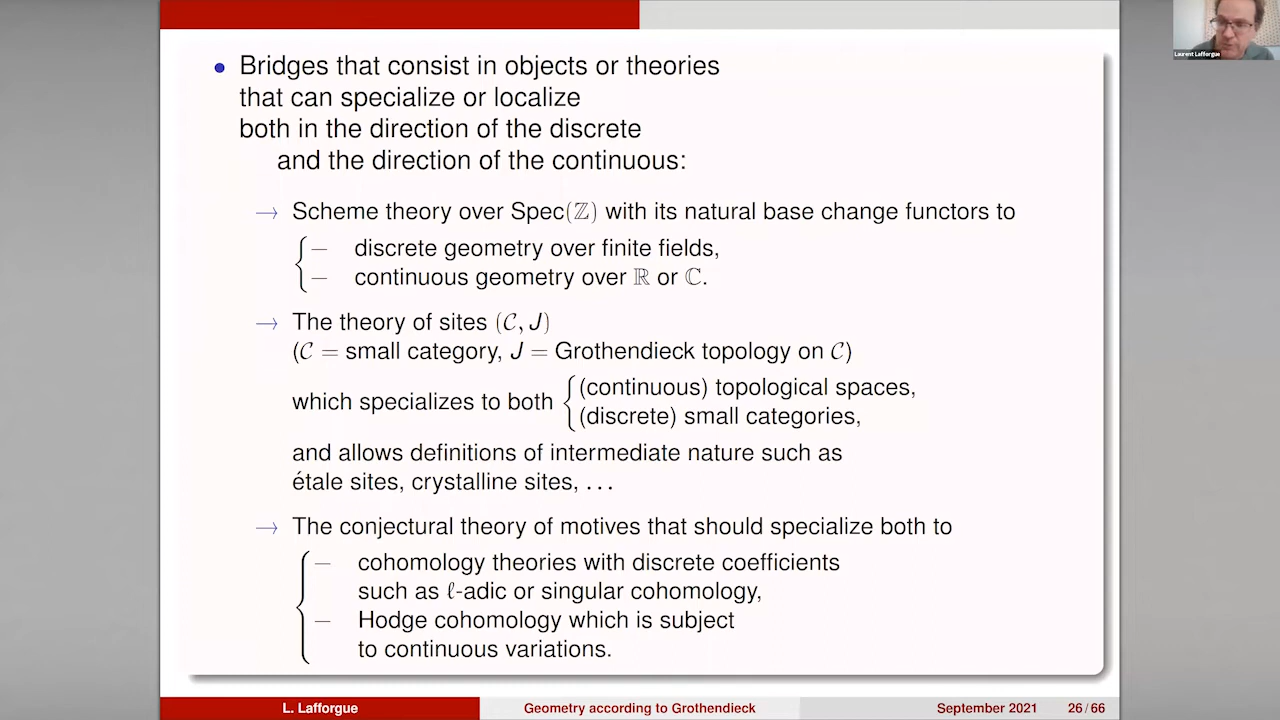 Laurent Lafforgue
• Bridges that consist in objects or theories
that can specialize or localize
both in the direction of the discrete
and the direction of the continuous:
→ Scheme theory over Spec(ℤ) with its natural base change functors to
— discrete geometry over finite fields,
— continuous geometry over ℝ or ℂ.
→ The theory of sites (𝒞, J)
(𝒞 = small category, J = Grothendieck topology on 𝒞)
which specializes to both { (continuous) topological spaces,
(discrete) small categories,
and allows definitions of intermediate nature such as
étale sites, crystalline sites, …
→ The conjectural theory of motives that should specialize both to
— cohomology theories with discrete coefficients
such as ℓ-adic or singular cohomology,
— Hodge cohomology which is subject
to continuous variations.
L. Lafforgue Geometry according to Grothendieck September 2021 26 / 66